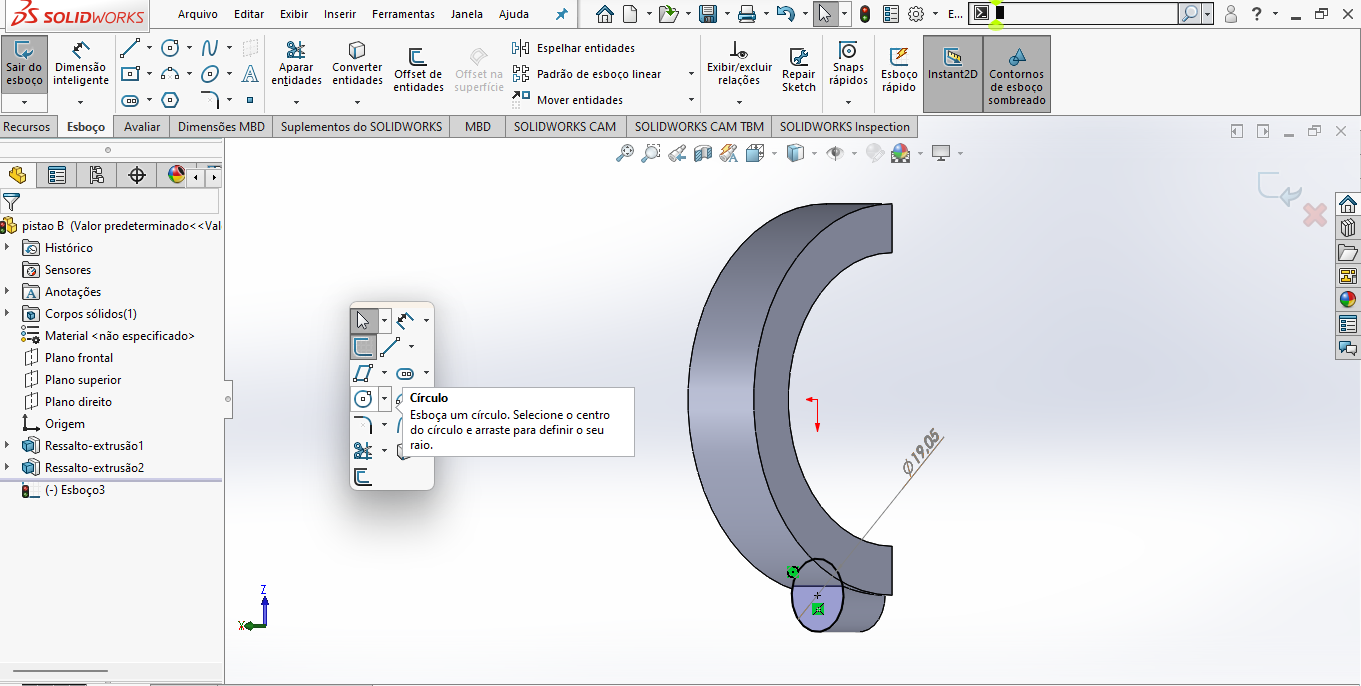 SOLIDWORKS
Arquivo Editar Exibir Inserir Ferramentas Janela Ajuda
E...
Sair do esboço
Dimensão inteligente
Aparar entidades
Converter entidades
Offset de entidades
Offset na superfície
Espelhar entidades
Padrão de esboço linear
Mover entidades
Exibir/excluir relações
Repair Sketch
Snaps rápidos
Esboço rápido
Instant2D
Contornos de esboço sombreado
Recursos Esboço Avaliar Dimensões MBD Suplementos do SOLIDWORKS MBD SOLIDWORKS CAM SOLIDWORKS CAM TBM SOLIDWORKS Inspection
pistao B (Valor predeterminado<<Val
Histórico
Sensores
Anotações
Corpos sólidos(1)
Material <não especificado>
Plano frontal
Plano superior
Plano direito
Origem
Ressalto-extrusão1
Ressalto-extrusão2
(-) Esboço3
Círculo
Esboça um círculo. Selecione o centro
do círculo e arraste para definir o seu
raio.
Ø19,05
Z
X